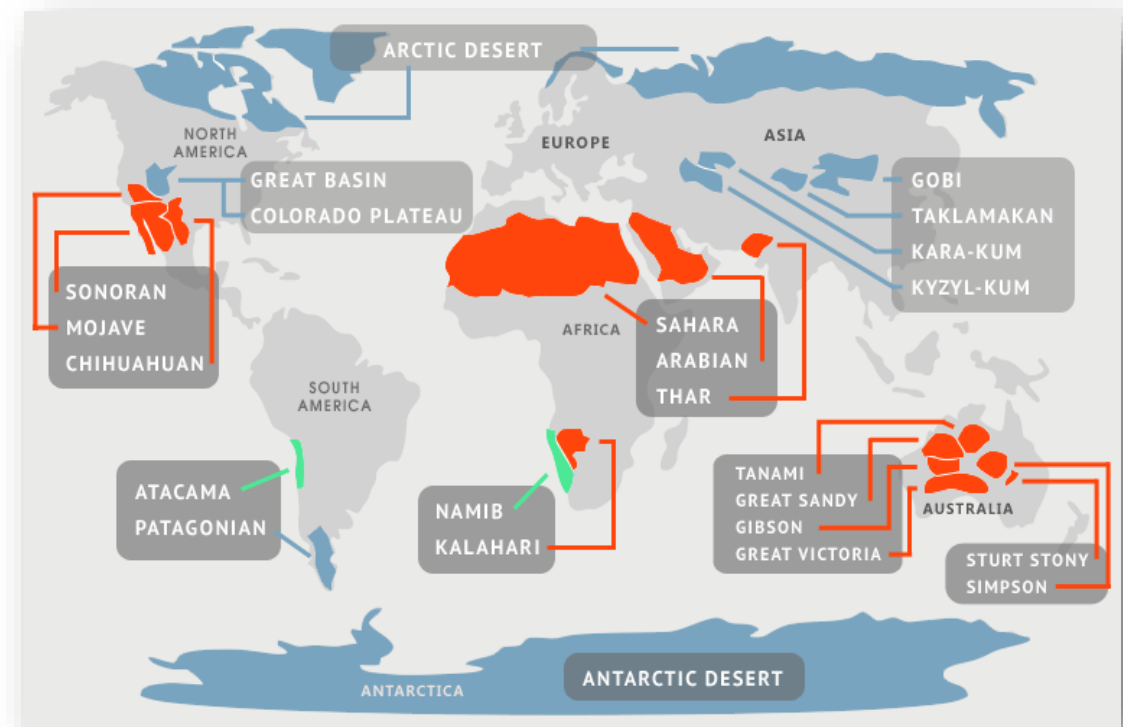 ARCTIC DESERT
NORTH
AMERICA
EUROPE
ASIA
GREAT BASIN
COLORADO PLATEAU
GOBI
TAKLAMAKAN
KARA-KUM
KYZYL-KUM
SONORAN
MOJAVE
CHIHUAHUAN
AFRICA
SAHARA
ARABIAN
THAR
SOUTH
AMERICA
ATACAMA
PATAGONIAN
NAMIB
KALAHARI
TANAMI
GREAT SANDY
GIBSON
GREAT VICTORIA
AUSTRALIA
STURT STONY
SIMPSON
ANTARCTICA
ANTARCTIC DESERT